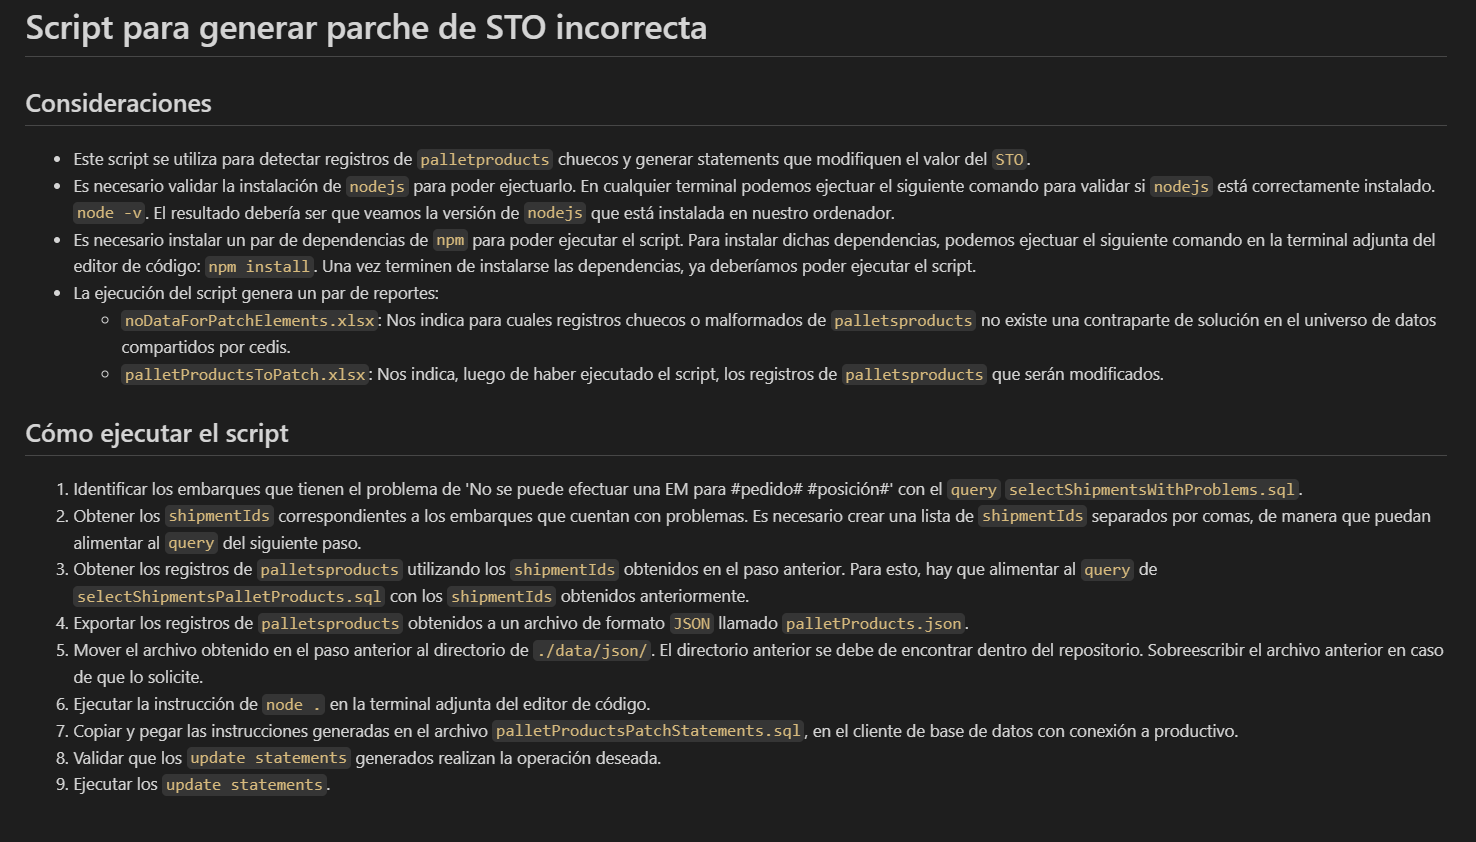 Script para generar parche de STO incorrecta
Consideraciones
• Este script se utiliza para detectar registros de palletproducts chuecos y generar statements que modifiquen el valor del STO.
• Es necesario validar la instalación de nodejs para poder ejectuarlo. En cualquier terminal podemos ejectuar el siguiente comando para validar si nodejs está correctamente instalado.
node -v. El resultado debería ser que veamos la versión de nodejs que está instalada en nuestro ordenador.
• Es necesario instalar un par de dependencias de npm para poder ejecutar el script. Para instalar dichas dependencias, podemos ejectuar el siguiente comando en la terminal adjunta del
editor de código: npm install. Una vez terminen de instalarse las dependencias, ya deberíamos poder ejecutar el script.
• La ejecución del script genera un par de reportes:
◦ noDataForPatchElements.xlsx: Nos indica para cuales registros chuecos o malformados de palletsproducts no existe una contraparte de solución en el universo de datos
compartidos por cedis.
◦ palletProductsToPatch.xlsx: Nos indica, luego de haber ejecutado el script, los registros de palletsproducts que serán modificados.
Cómo ejecutar el script
1. Identificar los embarques que tienen el problema de 'No se puede efectuar una EM para #pedido# #posición#' con el query selectShipmentsWithProblems.sql.
2. Obtener los shipmentIds correspondientes a los embarques que cuentan con problemas. Es necesario crear una lista de shipmentIds separados por comas, de manera que puedan
alimentar al query del siguiente paso.
3. Obtener los registros de palletsproducts utilizando los shipmentIds obtenidos en el paso anterior. Para esto, hay que alimentar al query de
selectShipmentsPalletProducts.sql con los shipmentIds obtenidos anteriormente.
4. Exportar los registros de palletsproducts obtenidos a un archivo de formato JSON llamado palletProducts.json.
5. Mover el archivo obtenido en el paso anterior al directorio de ./data/json/. El directorio anterior se debe de encontrar dentro del repositorio. Sobreescribir el archivo anterior en caso
de que lo solicite.
6. Ejecutar la instrucción de node . en la terminal adjunta del editor de código.
7. Copiar y pegar las instrucciones generadas en el archivo palletProductsPatchStatements.sql, en el cliente de base de datos con conexión a productivo.
8. Validar que los update statements generados realizan la operación deseada.
9. Ejecutar los update statements.